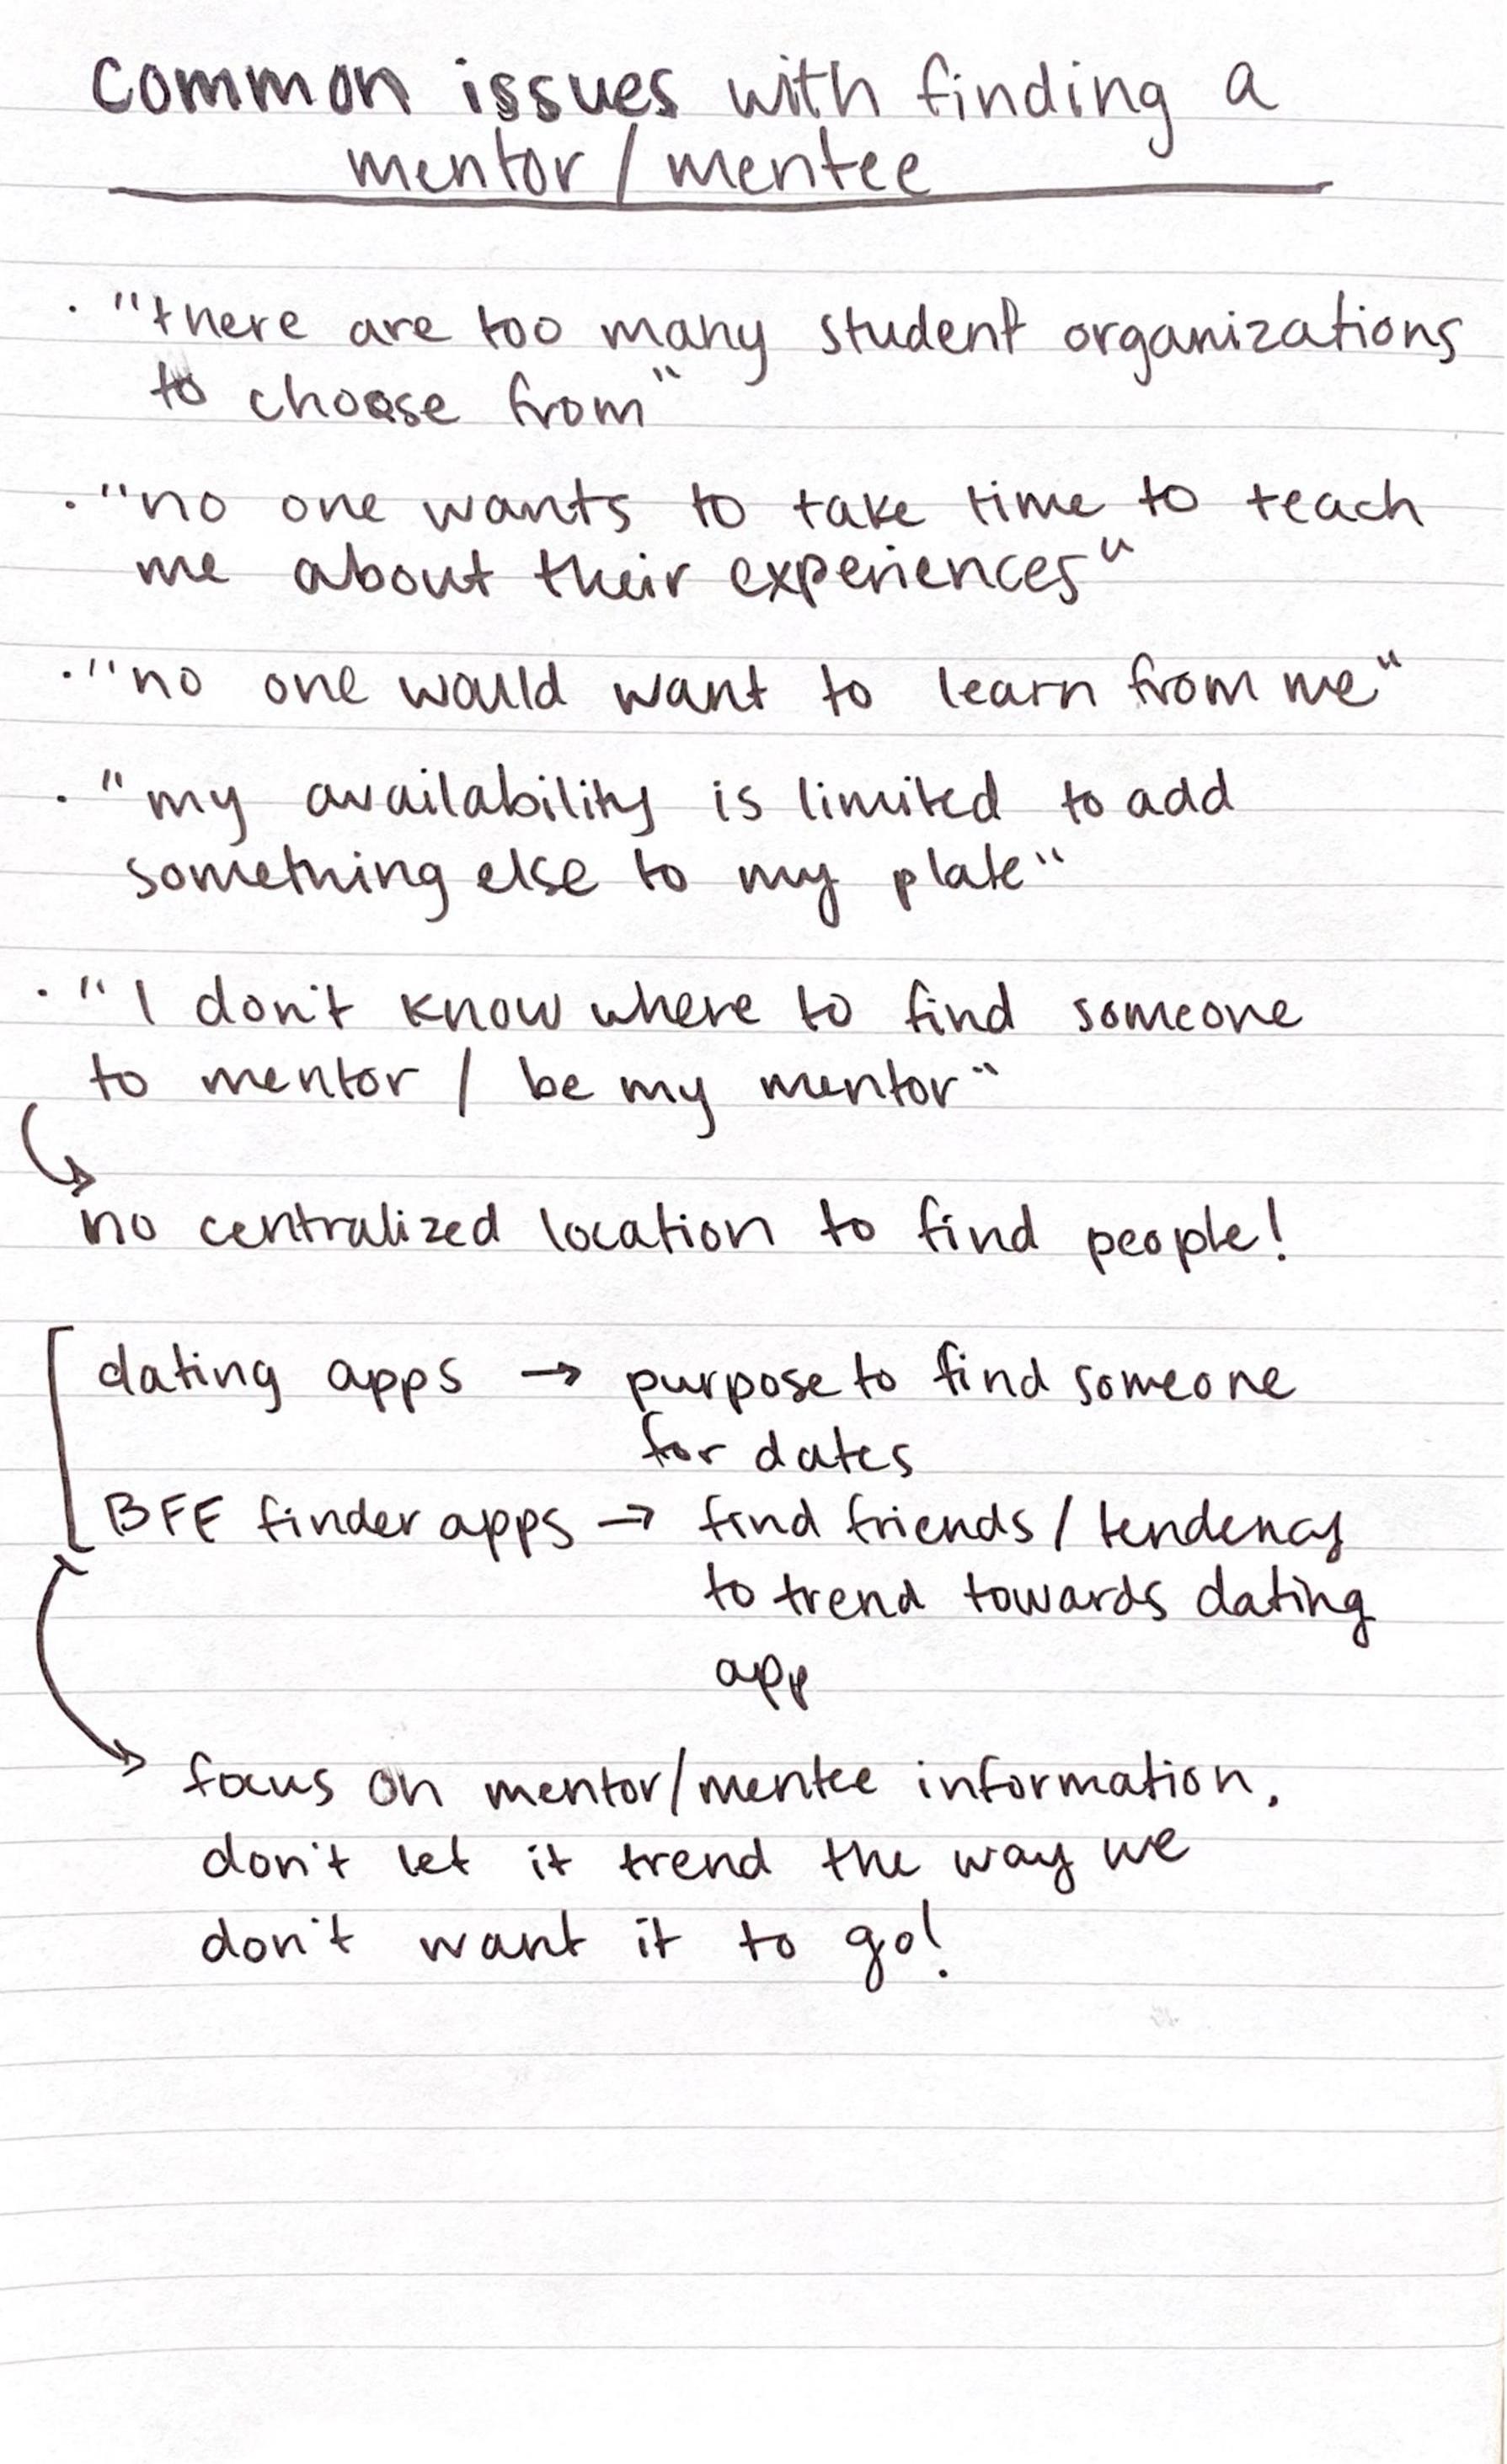 common issues with finding a
mentor / mentee
· "there are too many student organizations
to choose from"
· "no one wants to take time to teach
me about their experiences"
· "no one would want to learn from me"
· "my availability is limited to add
something else to my plate"
· "I don't know where to find someone
to mentor / be my mentor"
no centralized location to find people!
dating apps → purpose to find someone
for dates
BFF finder apps → find friends / tendency
to trend towards dating
app
focus on mentor/mentee information,
don't let it trend the way we
don't want it to go!